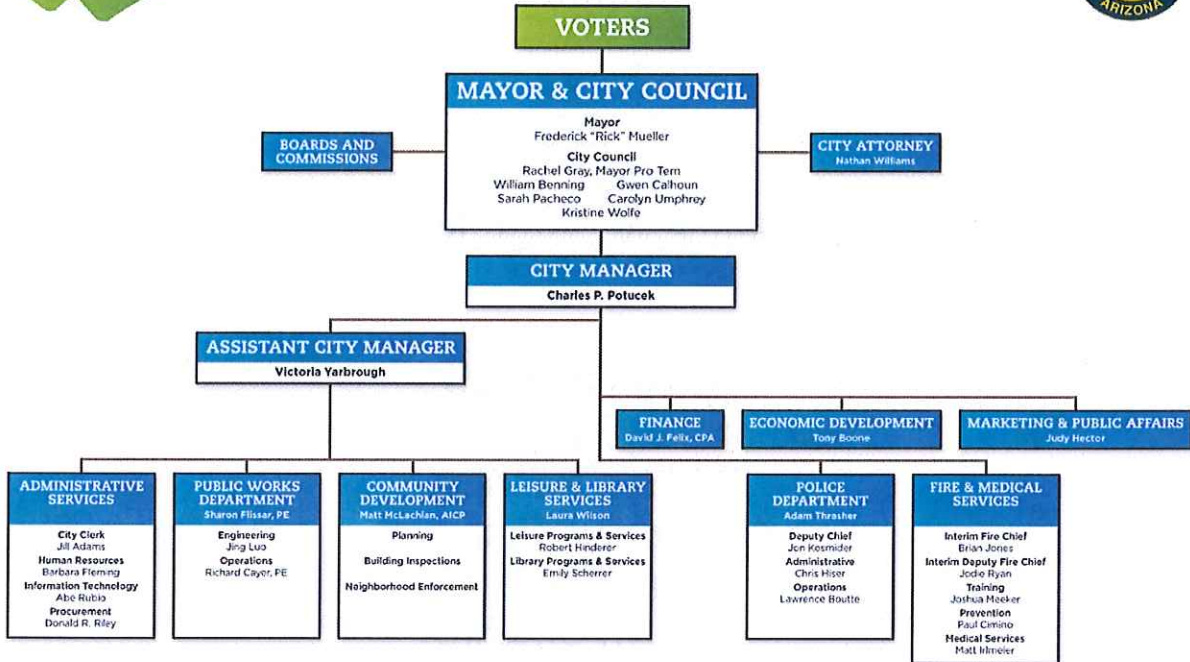 ARIZONA
VOTERS
MAYOR & CITY COUNCIL
Mayor
Frederick "Rick" Mueller
City Council
Rachel Gray, Mayor Pro Tem
William Benning Gwen Calhoun
Sarah Pacheco Carolyn Umphrey
Kristine Wolfe
BOARDS AND
COMMISSIONS
CITY ATTORNEY
Nathan Williams
CITY MANAGER
Charles P. Potucek
ASSISTANT CITY MANAGER
Victoria Yarbrough
FINANCE
David J. Felix, CPA
ECONOMIC DEVELOPMENT
Tony Boone
MARKETING & PUBLIC AFFAIRS
Judy Hector
ADMINISTRATIVE
SERVICES
City Clerk
Jill Adams
Human Resources
Barbara Fleming
Information Technology
Abe Rubio
Procurement
Donald R. Riley
PUBLIC WORKS
DEPARTMENT
Sharon Flissar, PE
Engineering
Jing Luo
Operations
Richard Cayer, PE
COMMUNITY
DEVELOPMENT
Matt McLachlan, AICP
Planning
Building Inspections
Neighborhood Enforcement
LEISURE & LIBRARY
SERVICES
Laura Wilson
Leisure Programs & Services
Robert Hinderer
Library Programs & Services
Emily Scherrer
POLICE
DEPARTMENT
Adam Thrasher
Deputy Chief
Jon Kosmider
Administrative
Chris Hiser
Operations
Lawrence Boutte
FIRE & MEDICAL
SERVICES
Interim Fire Chief
Brian Jones
Interim Deputy Fire Chief
Jodie Ryan
Training
Joshua Meeker
Prevention
Paul Cimino
Medical Services
Matt Irlmeier